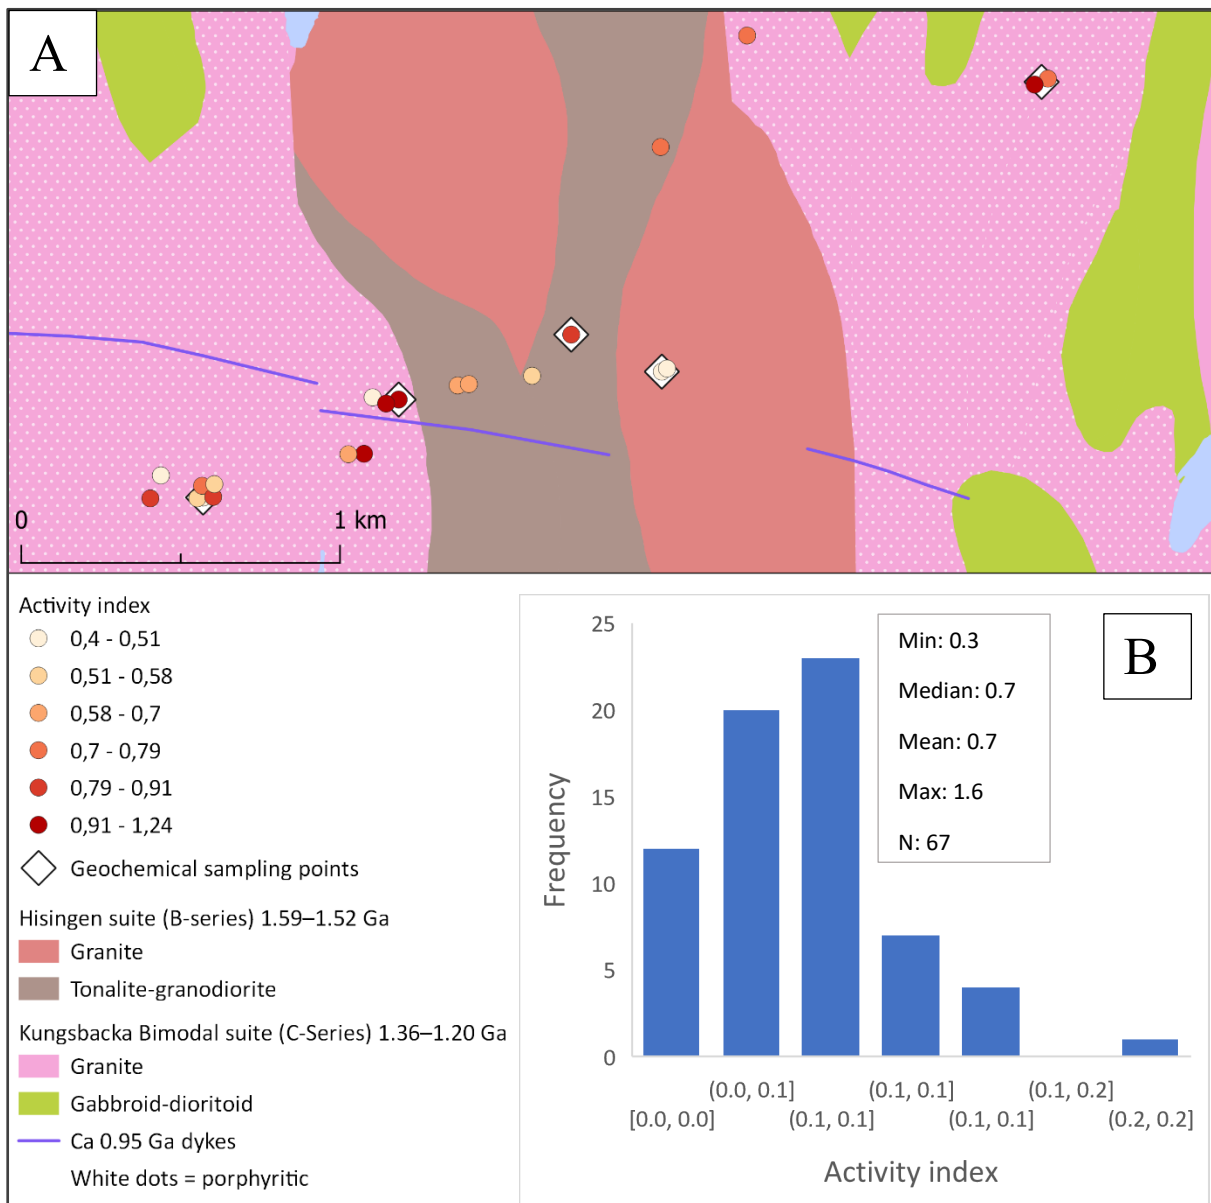 A
0
1 km
Activity index
0,4 - 0,51
0,51 - 0,58
0,58 - 0,7
0,7 - 0,79
0,79 - 0,91
0,91 - 1,24
Geochemical sampling points
Hisingen suite (B-series) 1.59–1.52 Ga
Granite
Tonalite-granodiorite
Kungsbacka Bimodal suite (C-Series) 1.36–1.20 Ga
Granite
Gabbroid-dioritoid
Ca 0.95 Ga dykes
White dots = porphyritic
B
Min: 0.3
Median: 0.7
Mean: 0.7
Max: 1.6
N: 67
Frequency
25
20
15
10
5
0
(0.0, 0.1] (0.1, 0.1] (0.1, 0.2]
[0.0, 0.0] (0.1, 0.1] (0.1, 0.1] (0.2, 0.2]
Activity index